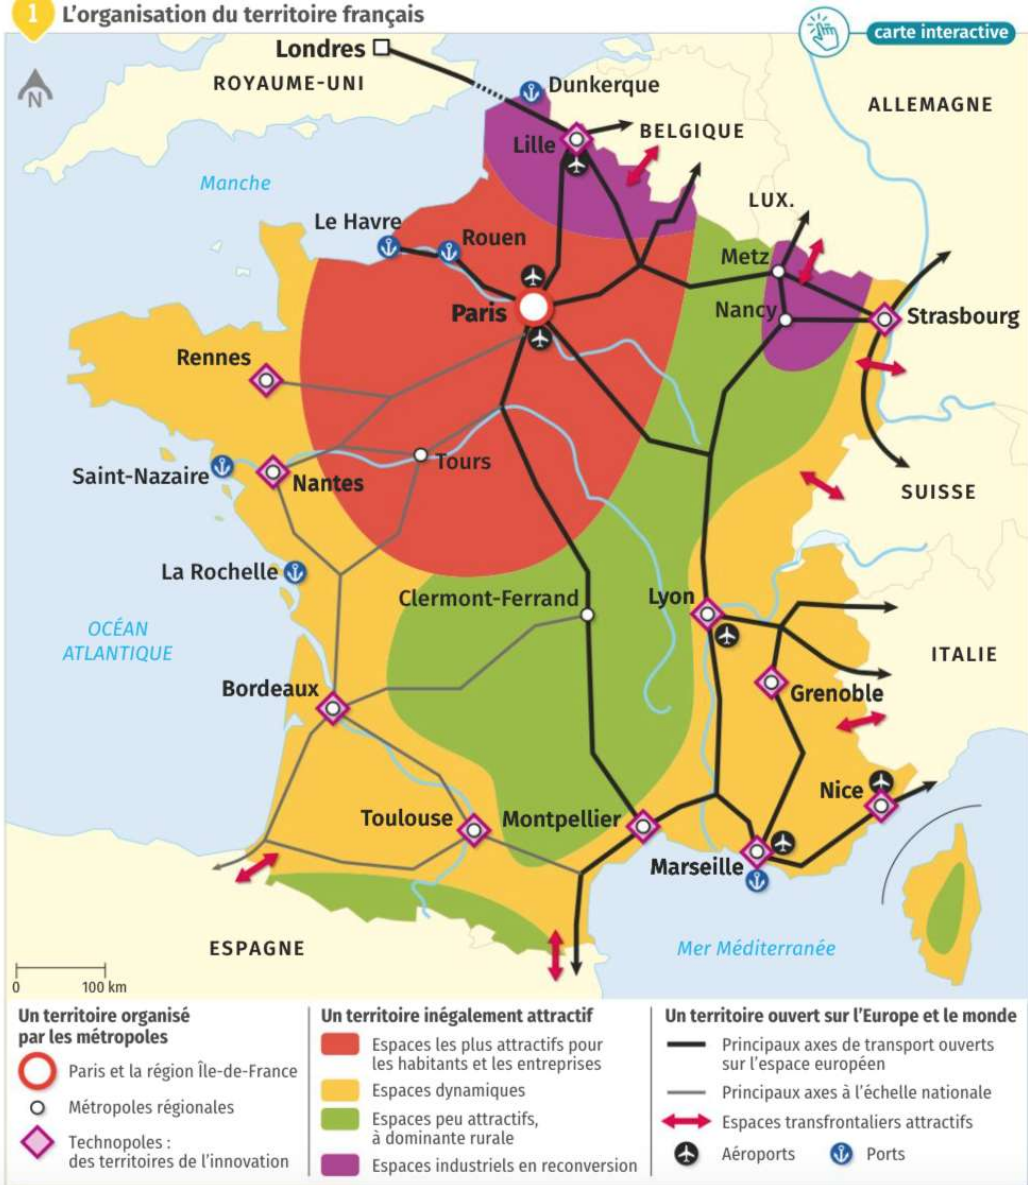 1 L'organisation du territoire français
carte interactive
N
Londres
ROYAUME-UNI
Dunkerque
ALLEMAGNE
Lille
BELGIQUE
Manche
LUX.
Le Havre
Rouen
Metz
Paris
Nancy
Strasbourg
Rennes
Tours
Saint-Nazaire
Nantes
SUISSE
La Rochelle
Clermont-Ferrand
Lyon
OCÉAN
ATLANTIQUE
ITALIE
Bordeaux
Grenoble
Nice
Toulouse
Montpellier
Marseille
ESPAGNE
Mer Méditerranée
0 100 km
Un territoire organisé
par les métropoles
Paris et la région Île-de-France
Métropoles régionales
Technopoles :
des territoires de l'innovation
Un territoire inégalement attractif
Espaces les plus attractifs pour
les habitants et les entreprises
Espaces dynamiques
Espaces peu attractifs,
à dominante rurale
Espaces industriels en reconversion
Un territoire ouvert sur l'Europe et le monde
Principaux axes de transport ouverts
sur l'espace européen
Principaux axes à l'échelle nationale
Espaces transfrontaliers attractifs
Aéroports
Ports